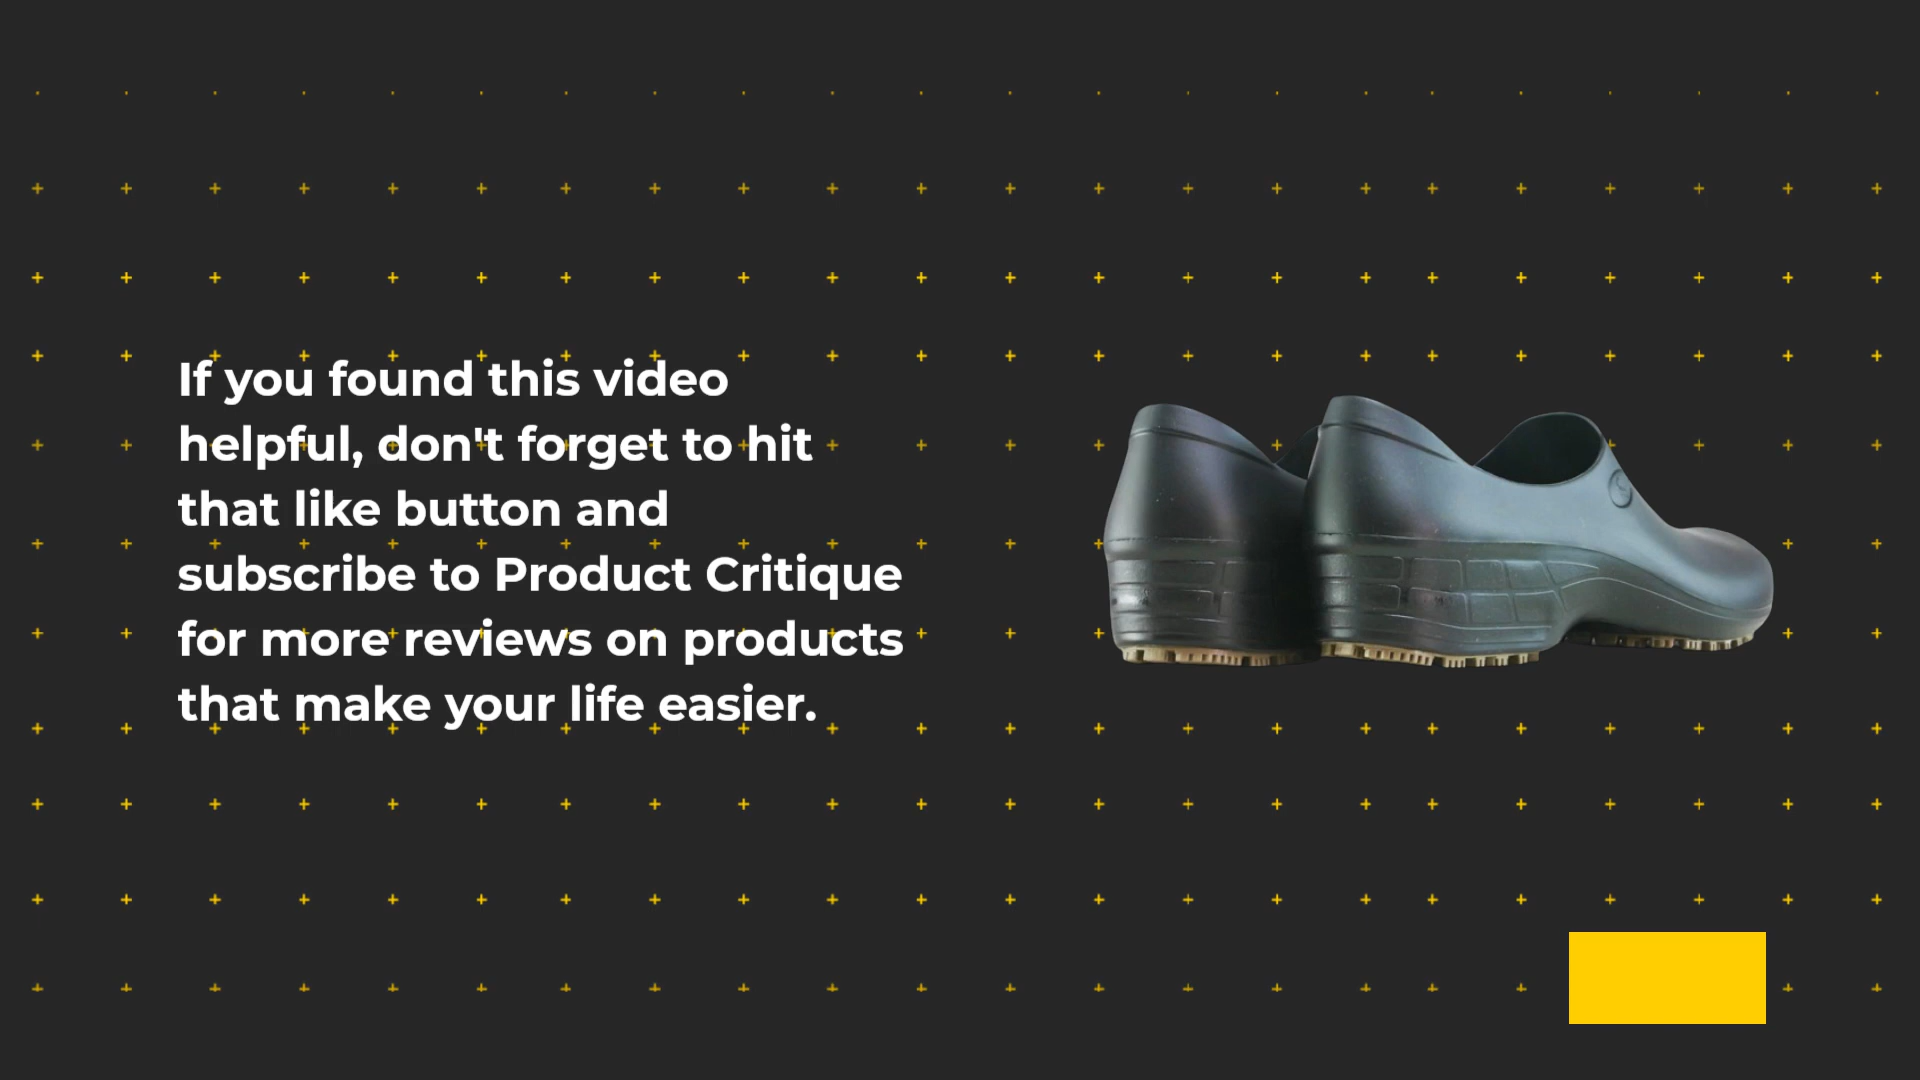 If you found this video
helpful, don't forget to hit
that like button and
subscribe to Product Critique
for more reviews on products
that make your life easier.